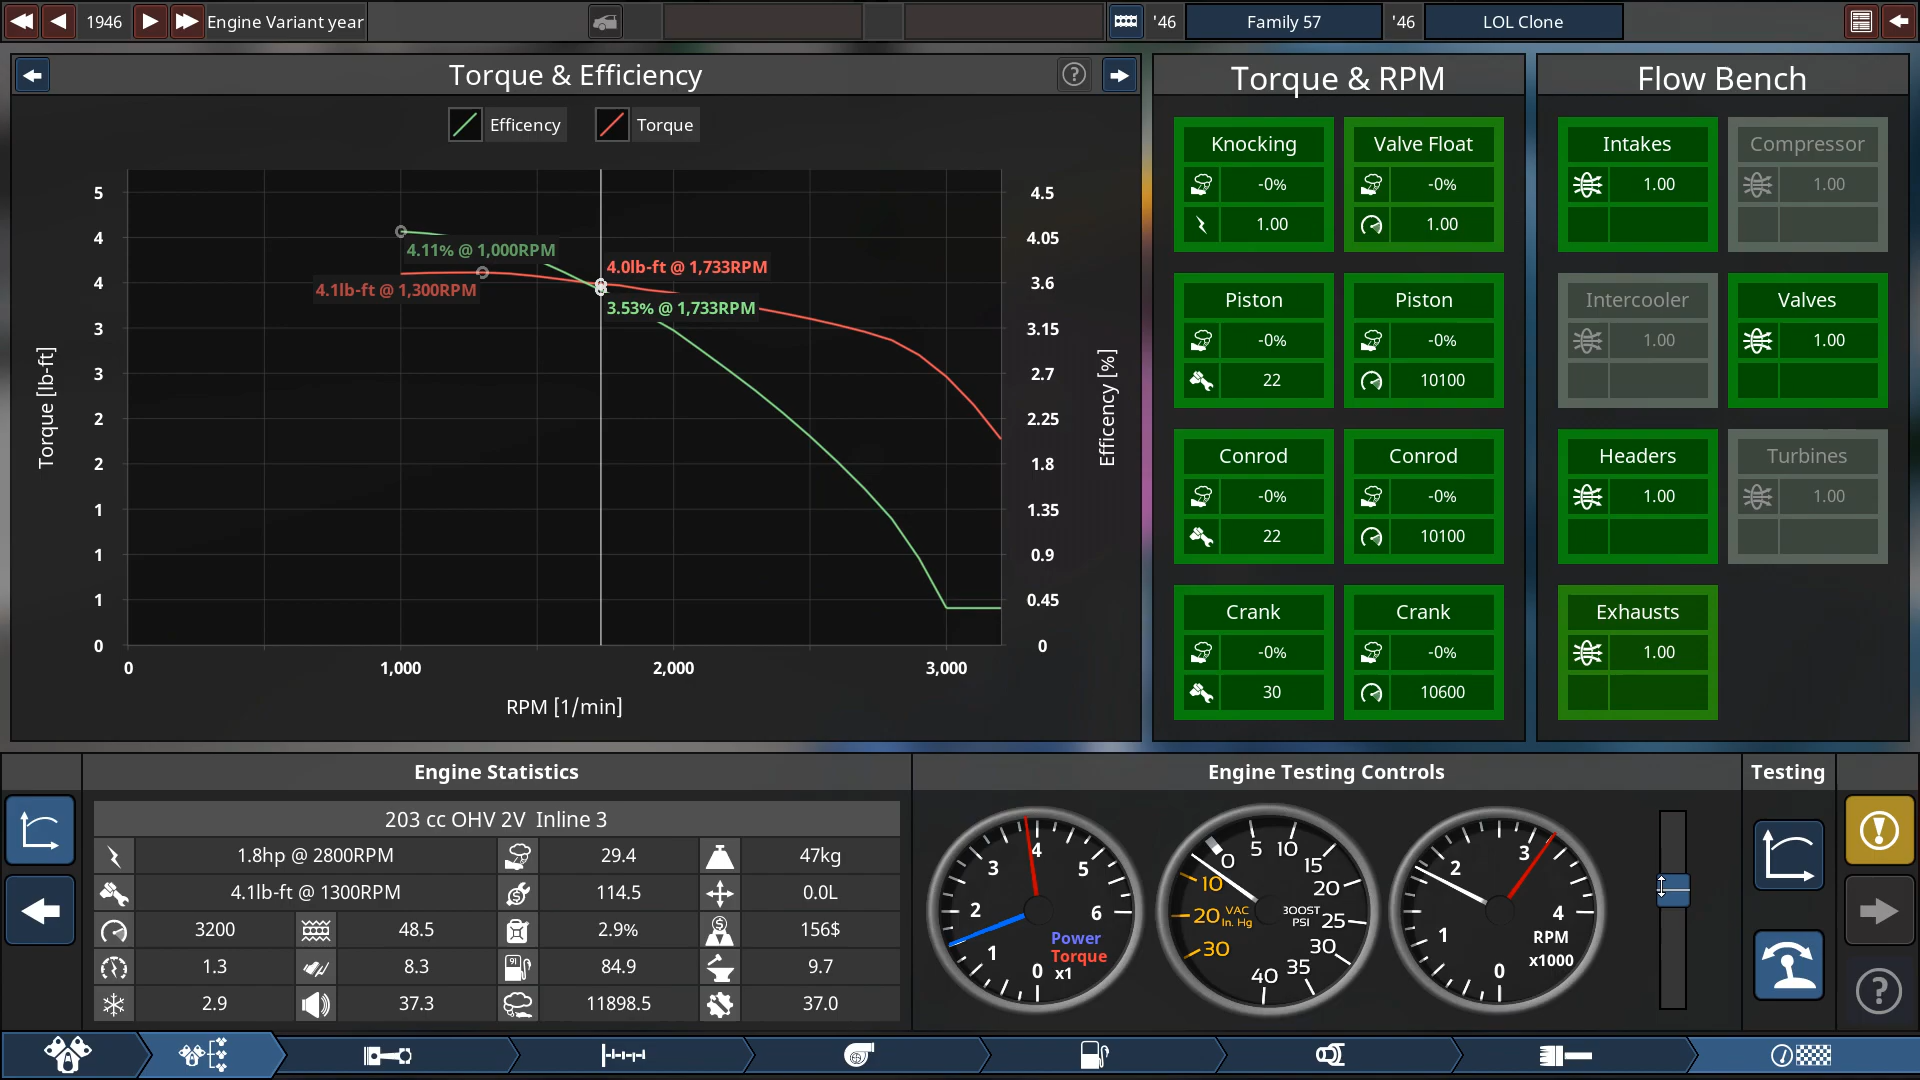 1946
Engine Variant year
'46
Family 57
'46
LOL Clone
Torque & Efficiency
?
Efficency
Torque
5
4
4
3
3
2
2
1
1
1
0
Torque [lb-ft]
4.11% @ 1,000RPM
4.1lb-ft @ 1,300RPM
4.0lb-ft @ 1,733RPM
3.53% @ 1,733RPM
4.5
4.05
3.6
3.15
2.7
2.25
1.8
1.35
0.9
0.45
0
Efficency [%]
0
1,000
2,000
3,000
RPM [1/min]
Torque & RPM
Knocking
-0%
1.00
Valve Float
-0%
1.00
Piston
-0%
22
Piston
-0%
10100
Conrod
-0%
22
Conrod
-0%
10100
Crank
-0%
30
Crank
-0%
10600
Flow Bench
Intakes
1.00
Compressor
1.00
Intercooler
1.00
Valves
1.00
Headers
1.00
Turbines
1.00
Exhausts
1.00
Engine Statistics
203 cc OHV 2V Inline 3
1.8hp @ 2800RPM
29.4
47kg
4.1lb-ft @ 1300RPM
114.5
0.0L
3200
48.5
2.9%
156$
1.3
8.3
91
84.9
9.7
2.9
37.3
11898.5
37.0
Engine Testing Controls
0
1
2
3
4
5
6
Power
Torque
x1
0
5
10
15
20
25
30
35
40
10
20
30
VAC
In. Hg
BOOST
PSI
0
1
2
3
4
RPM
x1000
Testing
?